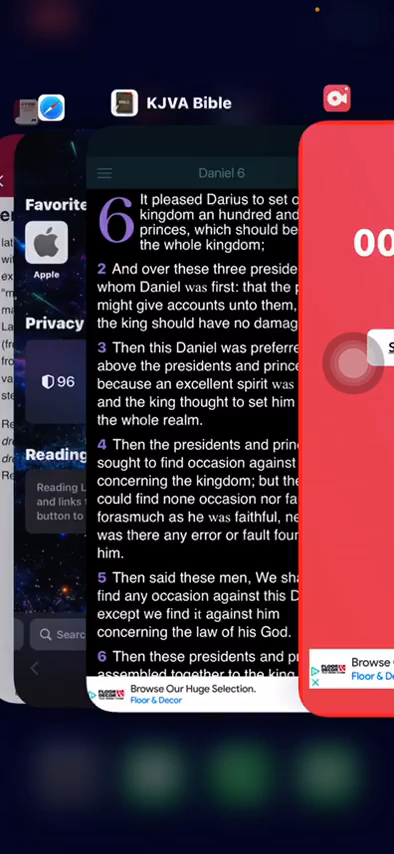 KJVA Bible
Favorite
Apple
Privacy
96
Reading
Reading L
and links f
button to
Searc
Daniel 6
6 It pleased Darius to set o
kingdom an hundred and
princes, which should be
the whole kingdom;
2 And over these three preside
whom Daniel was first: that the p
might give accounts unto them,
the king should have no damag
3 Then this Daniel was preferre
above the presidents and prince
because an excellent spirit was
and the king thought to set him
the whole realm.
4 Then the presidents and prin
sought to find occasion against
concerning the kingdom; but the
could find none occasion nor fa
forasmuch as he was faithful, ne
was there any error or fault foun
him.
5 Then said these men, We sha
find any occasion against this D
except we find it against him
concerning the law of his God.
6 Then these presidents and pr
assembled together to the king
FLOOR DECOR
Browse Our Huge Selection.
Floor & Decor
00
S
FLOOR DECOR
Browse
Floor & De